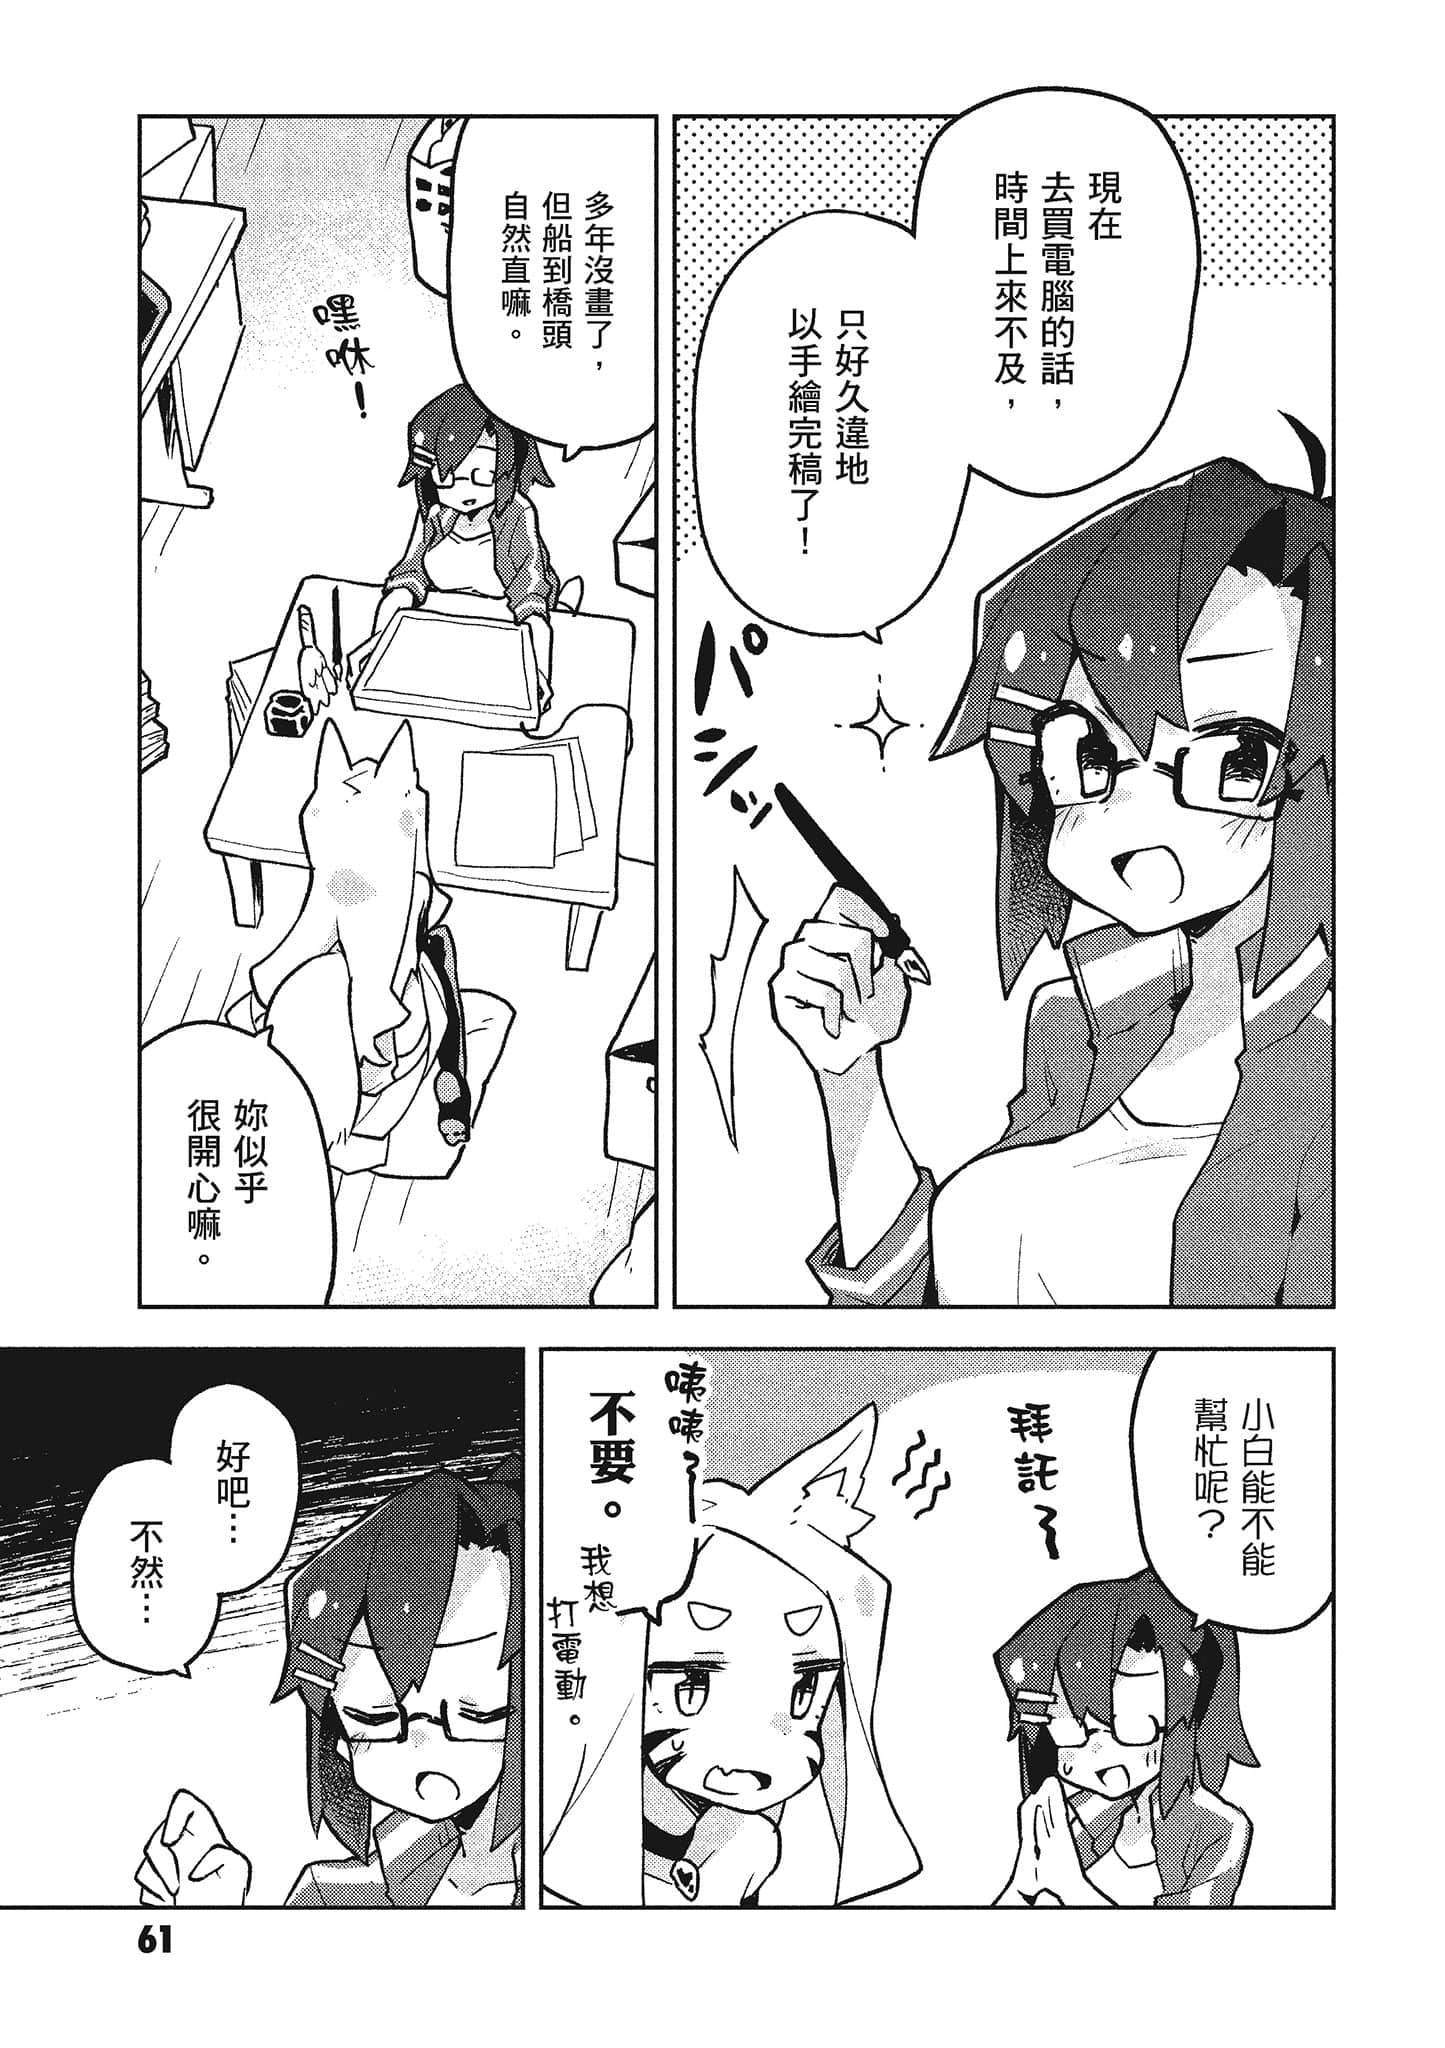 現在
去買電腦的話，
時間上來不及，
只好久違地
以手繪完稿了！
パシン
多年沒畫了，
但船到橋頭
自然直嘛。
嘿咻！
妳似乎
很開心嘛。
小白能不能
幫忙呢？
拜託～
咦咦～
不要。
我想
打電動。
好吧…
不然…
61